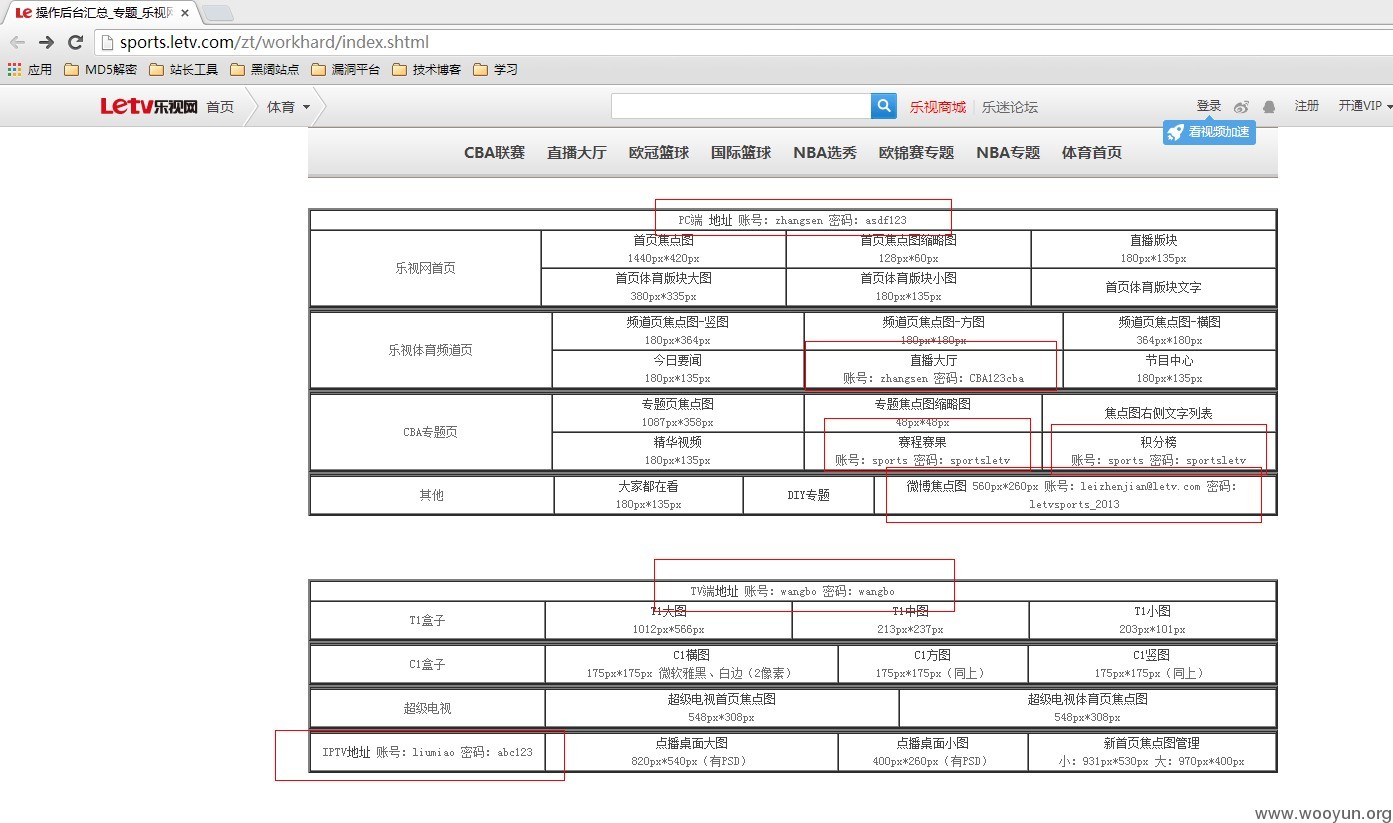 操作后台汇总_专题_乐视网
sports.letv.com/zt/workhard/index.shtml
应用 MD5解密 站长工具 黑阔站点 漏洞平台 技术博客 学习
Letv乐视网 首页 体育 乐视商城 乐迷论坛 登录 注册 开通VIP
看视频加速
CBA联赛 直播大厅 欧冠篮球 国际篮球 NBA选秀 欧锦赛专题 NBA专题 体育首页
PC端 地址 账号: zhangsen 密码: asdf123
乐视网首页
首页焦点图 首页焦点图缩略图 直播版块
1440px*420px 128px*60px 180px*135px
首页体育版块大图 首页体育版块小图 首页体育版块文字
380px*335px 180px*135px
乐视体育频道页
频道页焦点图-竖图 频道页焦点图-方图 频道页焦点图-横图
180px*364px 180px*180px 364px*180px
今日要闻 直播大厅 节目中心
180px*135px 账号: zhangsen 密码: CBA123cba 180px*135px
CBA专题页
专题页焦点图 专题焦点图缩略图 焦点图右侧文字列表
1087px*358px 48px*48px
精华视频 赛程赛果 积分榜
180px*135px 账号: sports 密码: sportsletv 账号: sports 密码: sportsletv
其他
大家都在看 DIY专题 微博焦点图 560px*260px 账号: leizhenjian@letv.com 密码:
180px*135px letvsports_2013
TV端地址 账号: wangbo 密码: wangbo
T1盒子
T1大图 T1中图 T1小图
1012px*566px 213px*237px 203px*101px
C1盒子
C1横图 C1方图 C1竖图
175px*175px 微软雅黑、白边（2像素） 175px*175px（同上） 175px*175px（同上）
超级电视
超级电视首页焦点图 超级电视体育页焦点图
548px*308px 548px*308px
IPTV地址 账号: liumiao 密码: abc123
点播桌面大图 点播桌面小图 新首页焦点图管理
820px*540px（有PSD） 400px*260px（有PSD） 小: 931px*530px 大: 970px*400px
www.wooyun.org